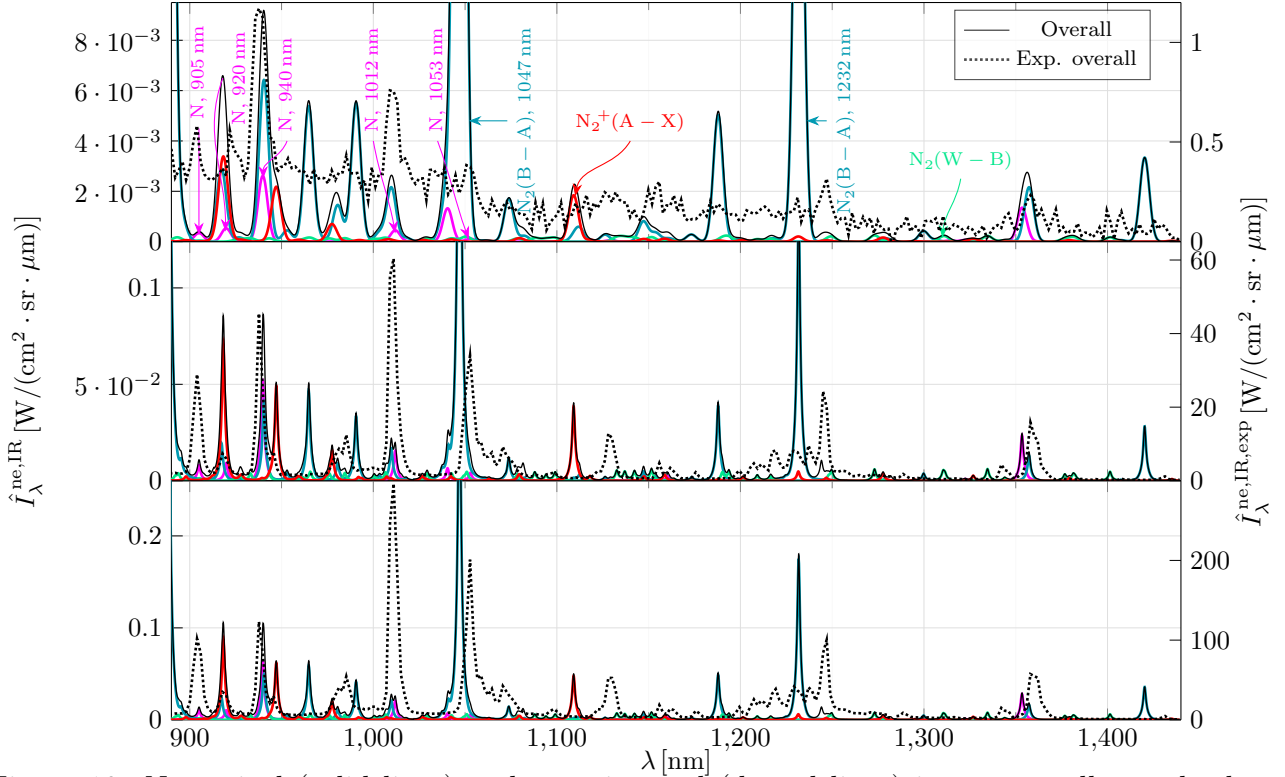 8 · 10⁻³
6 · 10⁻³
4 · 10⁻³
2 · 10⁻³
0
N, 905 nm
N, 920 nm
N, 940 nm
N, 1012 nm
N, 1053 nm
N₂(B − A), 1047 nm
N₂⁺(A − X)
N₂(B − A), 1232 nm
N₂(W − B)
Overall
Exp. overall
1
0.5
0
0.1
5 · 10⁻²
0
60
40
20
0
0.2
0.1
0
200
100
0
Î_λ^{ne,IR} [W/(cm² · sr · μm)]
Î_λ^{ne,IR,exp} [W/(cm² · sr · μm)]
900
1,000
1,100
1,200
1,300
1,400
λ [nm]